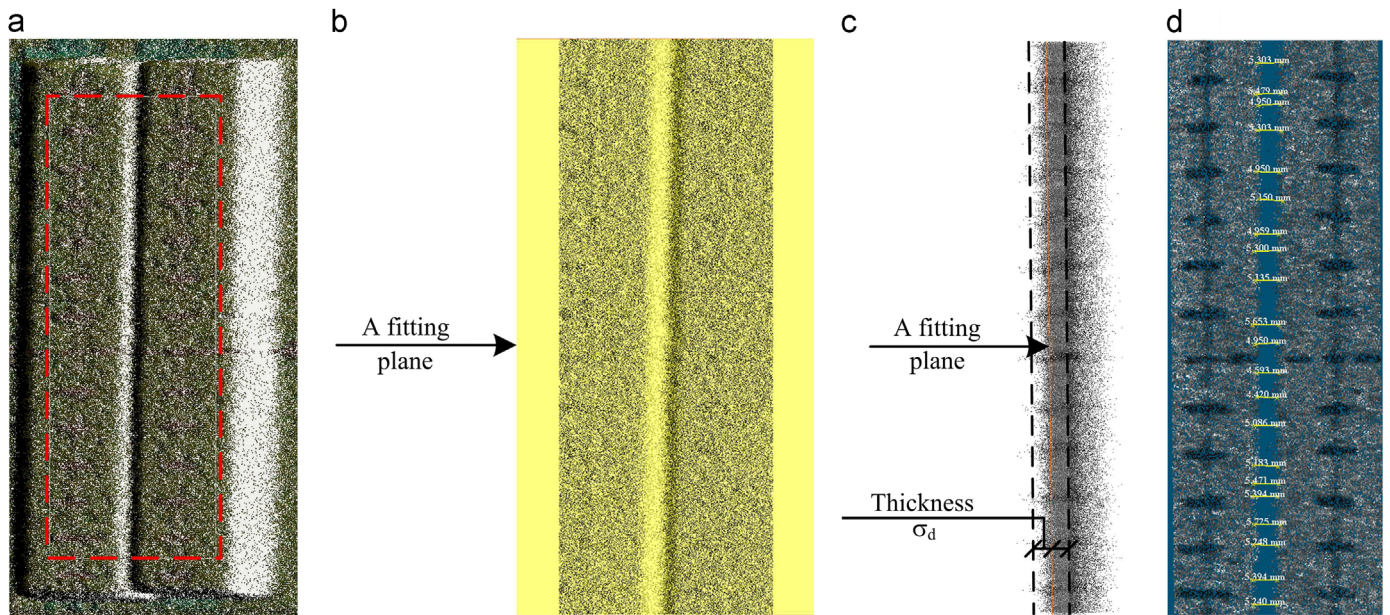 a
b
c
d
A fitting
plane
A fitting
plane
Thickness
σd
5.303 mm
5.479 mm
4.950 mm
5.303 mm
4.950 mm
5.150 mm
4.959 mm
5.300 mm
5.135 mm
5.653 mm
4.950 mm
4.593 mm
4.420 mm
5.086 mm
5.183 mm
5.471 mm
5.394 mm
5.725 mm
5.248 mm
5.394 mm
5.240 mm